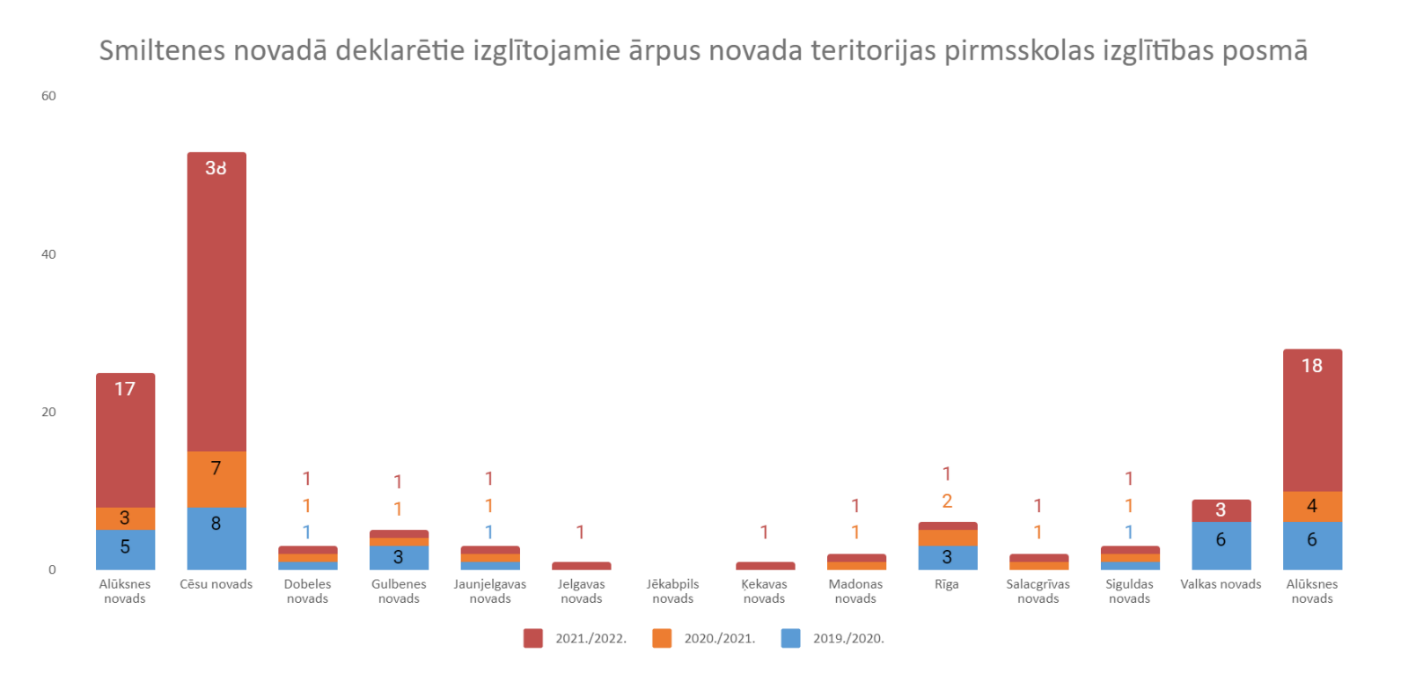 Smiltenes novadā deklarētie izglītojamie ārpus novada teritorijas pirmsskolas izglītības posmā
60
40
20
0
17
3
5
38
7
8
1
1
1
1
1
3
1
1
1
1
1
1
1
1
2
3
1
1
1
1
1
3
6
18
4
6
Alūksnes novads
Cēsu novads
Dobeles novads
Gulbenes novads
Jaunjelgavas novads
Jelgavas novads
Jēkabpils novads
Ķekavas novads
Madonas novads
Rīga
Salacgrīvas novads
Siguldas novads
Valkas novads
Alūksnes novads
2021./2022.
2020./2021.
2019./2020.